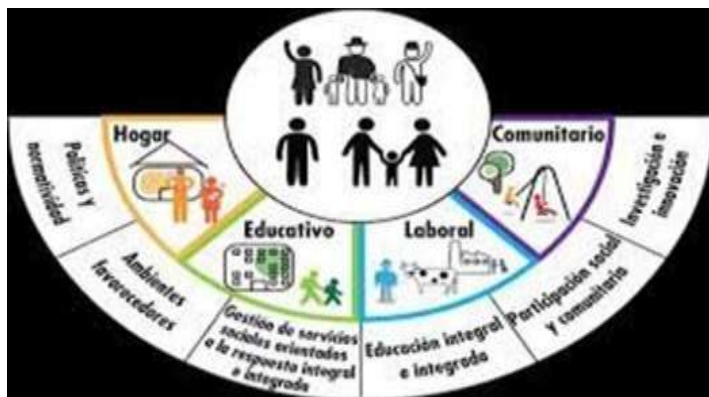 Hogar
Comunitario
Educativo
Laboral
Políticas y
normatividad
Ambientes
favorecedores
Gestión de servicios
sociales orientados
a la respuesta integral
e integrada
Educación integral
e integrada
Participación social
y comunitaria
Investigación e
innovación